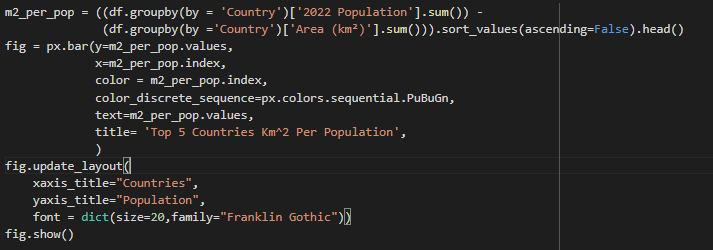 m2_per_pop = ((df.groupby(by = 'Country')['2022 Population'].sum()) -
              (df.groupby(by ='Country')['Area (km²)'].sum())).sort_values(ascending=False).head()
fig = px.bar(y=m2_per_pop.values,
             x=m2_per_pop.index,
             color = m2_per_pop.index,
             color_discrete_sequence=px.colors.sequential.PuBuGn,
             text=m2_per_pop.values,
             title= 'Top 5 Countries Km^2 Per Population',
             )
fig.update_layout(
    xaxis_title="Countries",
    yaxis_title="Population",
    font = dict(size=20,family="Franklin Gothic"))
fig.show()